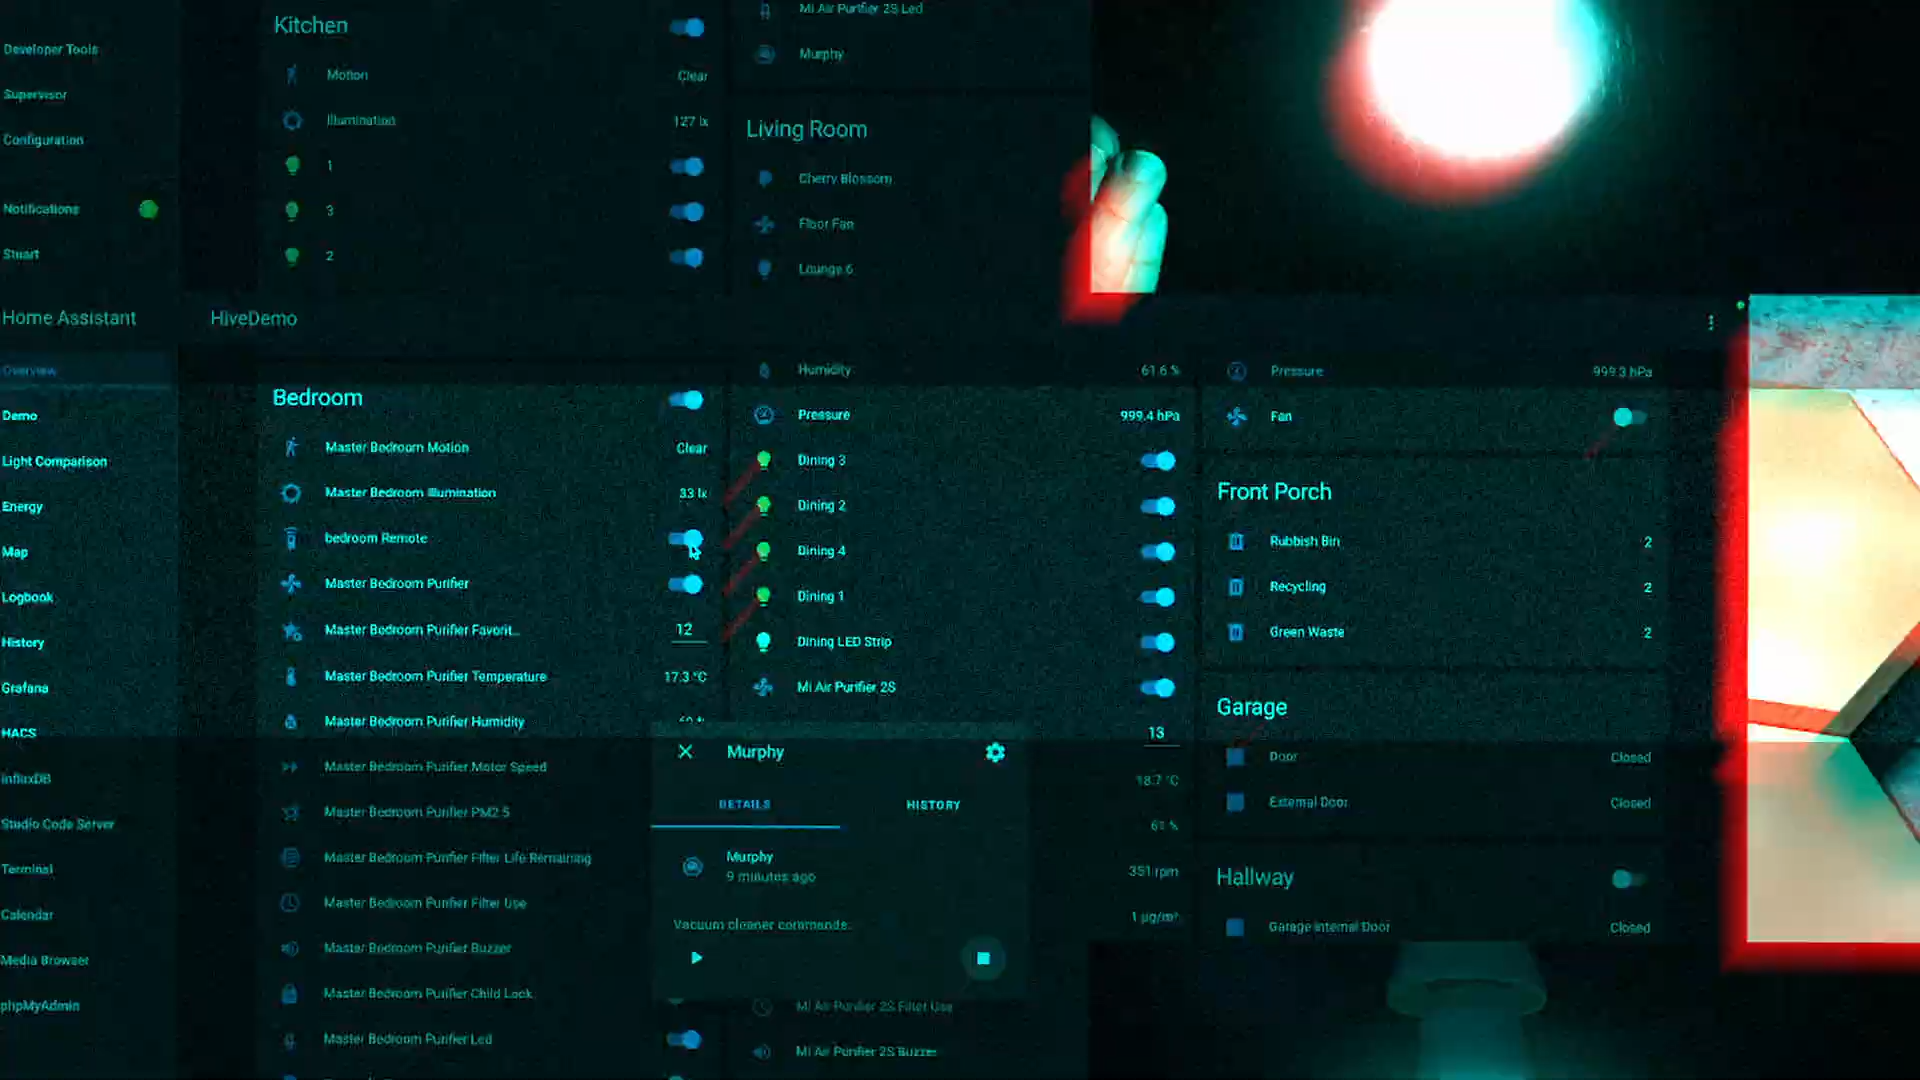 Developer Tools
Supervisor
Configuration
Notifications
Stuart
Home Assistant
HiveDemo
Overview
Demo
Light Comparison
Energy
Map
Logbook
History
Grafana
HACS
InfluxDB
Studio Code Server
Terminal
Calendar
Media Browser
phpMyAdmin
Kitchen
Motion Clear
Illumination 127 lx
1
3
2
Bedroom
Master Bedroom Motion Clear
Master Bedroom Illumination 33 lx
bedroom Remote
Master Bedroom Purifier
Master Bedroom Purifier Favorit... 12
Master Bedroom Purifier Temperature 17.3 °C
Master Bedroom Purifier Humidity
Master Bedroom Purifier Motor Speed
Master Bedroom Purifier PM2.5
Master Bedroom Purifier Filter Life Remaining
Master Bedroom Purifier Filter Use
Master Bedroom Purifier Buzzer
Master Bedroom Purifier Child Lock
Master Bedroom Purifier Led
Mi Air Purifier 2S Led
Murphy
Living Room
Cherry Blossom
Floor Fan
Lounge 6
Humidity 61.6 %
Pressure 999.4 hPa
Dining 3
Dining 2
Dining 4
Dining 1
Dining LED Strip
Mi Air Purifier 2S
13
18.7 °C
61 %
351 rpm
1 µg/m³
Murphy
DETAILS HISTORY
Murphy
9 minutes ago
Vacuum cleaner commands:
Mi Air Purifier 2S Filter Use
Mi Air Purifier 2S Buzzer
Pressure 999.3 hPa
Fan
Front Porch
Rubbish Bin 2
Recycling 2
Green Waste 2
Garage
Door Closed
External Door Closed
Hallway
Garage Internal Door Closed